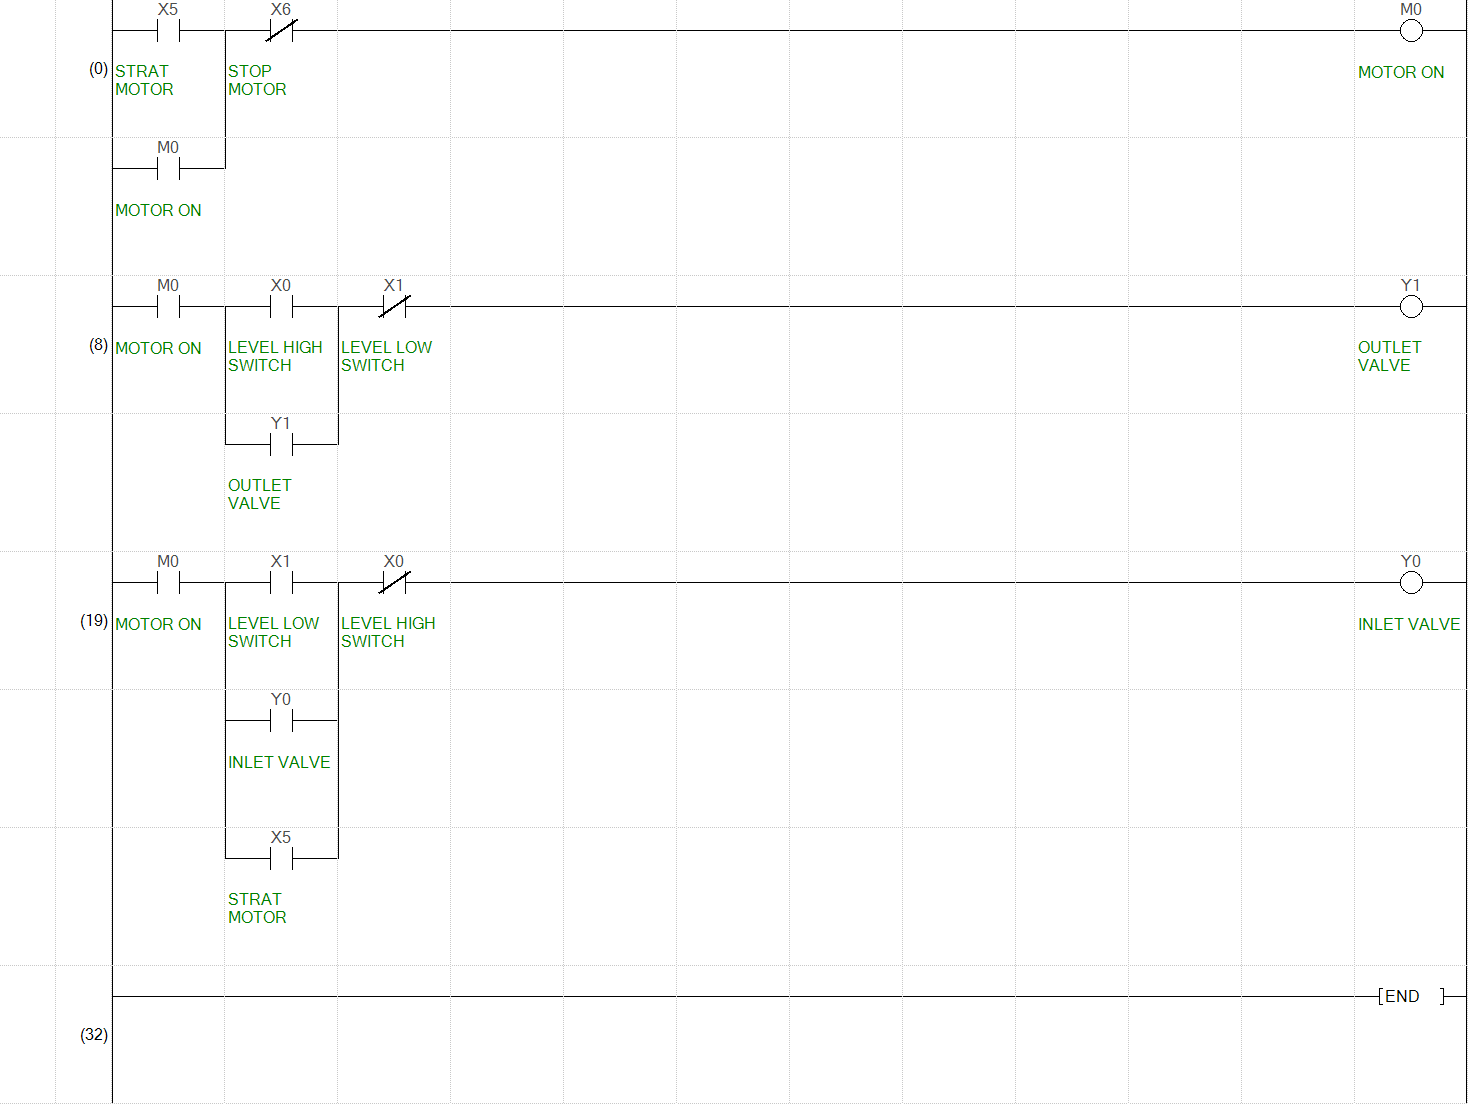 X5 X6 M0
(0) STRAT MOTOR STOP MOTOR MOTOR ON
M0
MOTOR ON
M0 X0 X1 Y1
(8) MOTOR ON LEVEL HIGH SWITCH LEVEL LOW SWITCH OUTLET VALVE
Y1
OUTLET
VALVE
M0 X1 X0 Y0
(19) MOTOR ON LEVEL LOW SWITCH LEVEL HIGH SWITCH INLET VALVE
Y0
INLET VALVE
X5
STRAT
MOTOR
[END ]
(32)